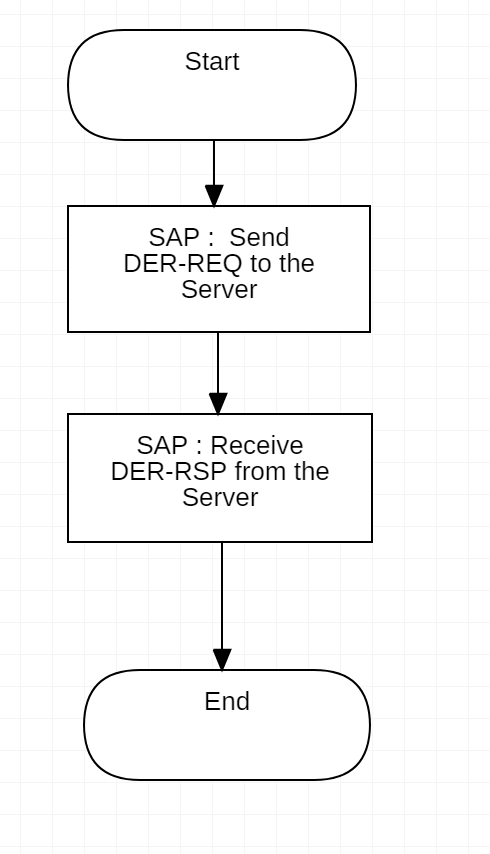 Start
SAP :  Send
DER-REQ to the
Server
SAP : Receive
DER-RSP from the
Server
End